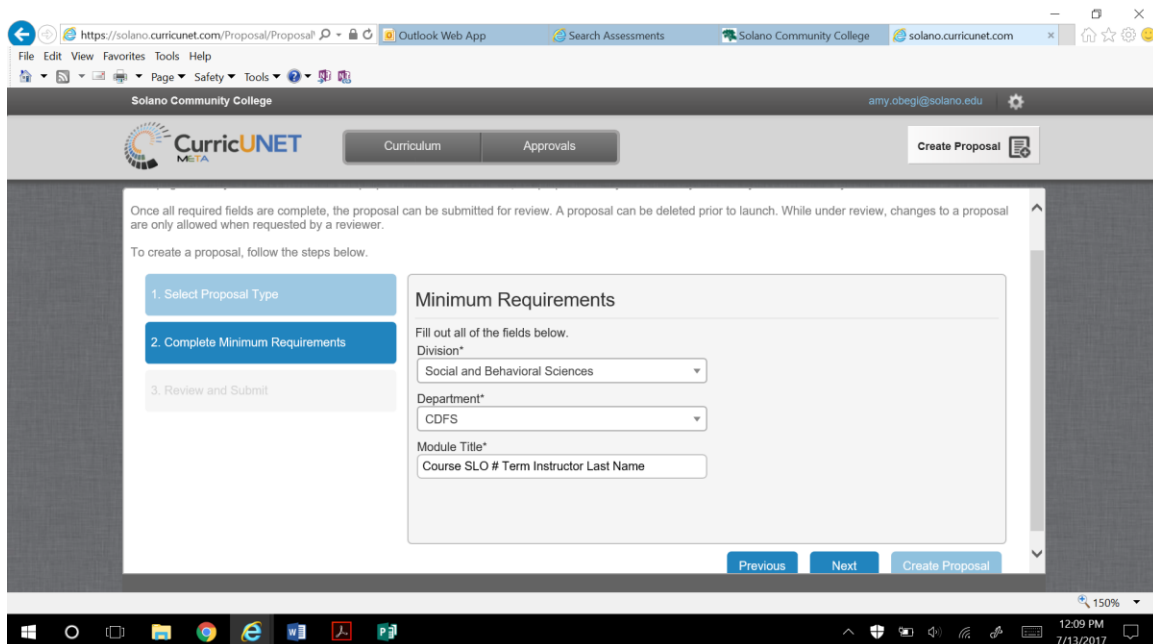 https://solano.curricunet.com/Proposal/Proposal
Outlook Web App
Search Assessments
Solano Community College
solano.curricunet.com
File Edit View Favorites Tools Help
Page Safety Tools
Solano Community College
amy.obegi@solano.edu
CurricUNET
META
Curriculum
Approvals
Create Proposal
Once all required fields are complete, the proposal can be submitted for review. A proposal can be deleted prior to launch. While under review, changes to a proposal
are only allowed when requested by a reviewer.
To create a proposal, follow the steps below.
1. Select Proposal Type
2. Complete Minimum Requirements
3. Review and Submit
Minimum Requirements
Fill out all of the fields below.
Division*
Social and Behavioral Sciences
Department*
CDFS
Module Title*
Course SLO # Term Instructor Last Name
Previous
Next
Create Proposal
150%
12:09 PM
7/13/2017